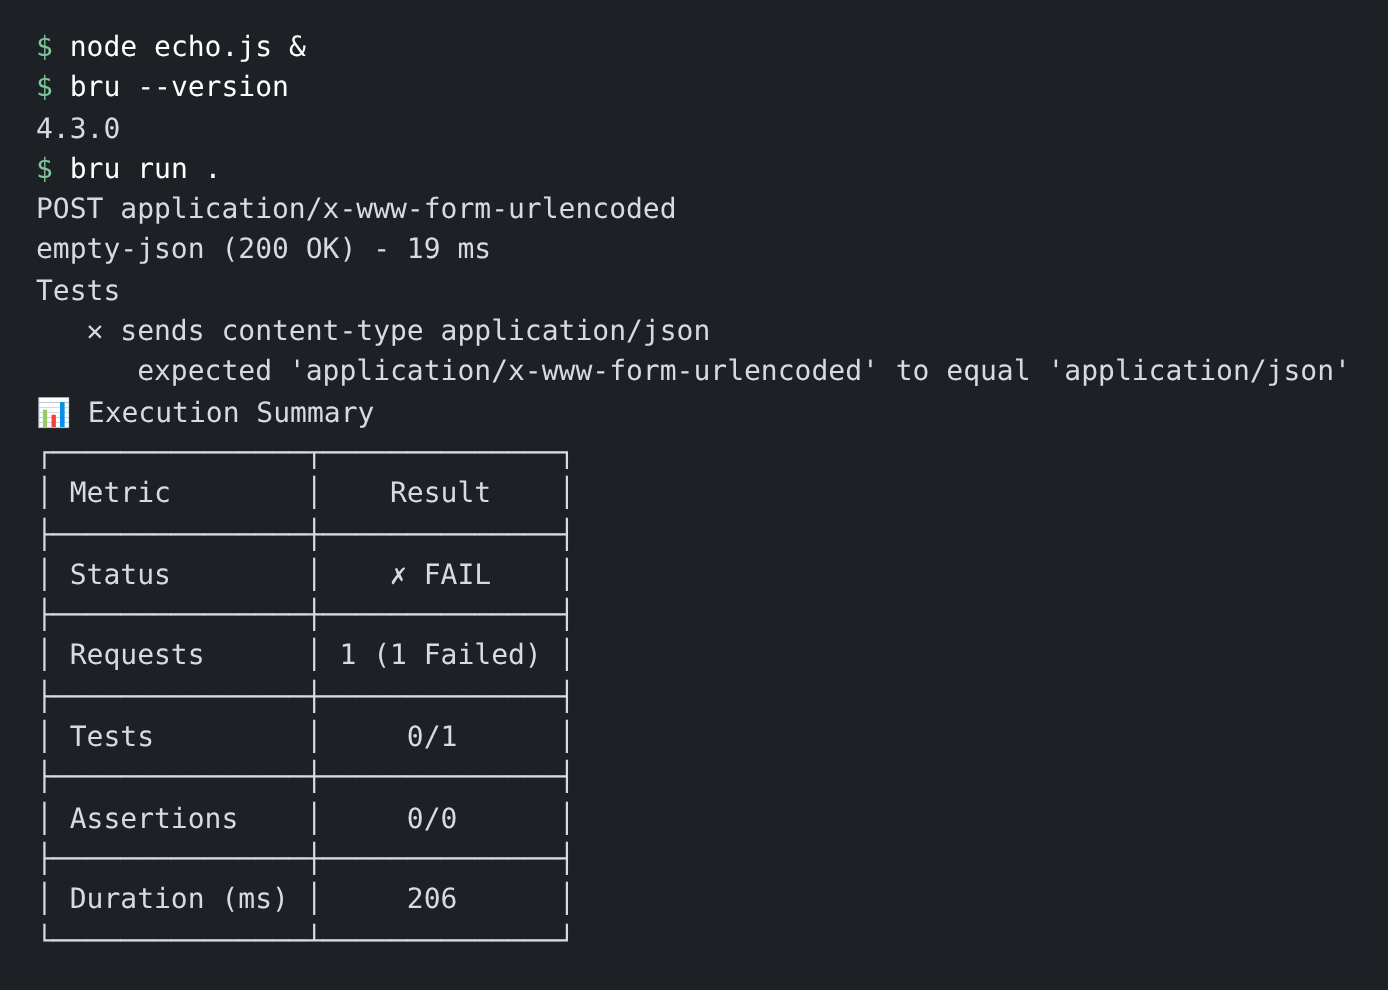 $ node echo.js &
$ bru --version
4.3.0
$ bru run .
POST application/x-www-form-urlencoded
empty-json (200 OK) - 19 ms
Tests
   ✕ sends content-type application/json
      expected 'application/x-www-form-urlencoded' to equal 'application/json'
📊 Execution Summary
┌───────────────┬──────────────┐
│ Metric        │    Result    │
├───────────────┼──────────────┤
│ Status        │    ✗ FAIL    │
├───────────────┼──────────────┤
│ Requests      │ 1 (1 Failed) │
├───────────────┼──────────────┤
│ Tests         │     0/1      │
├───────────────┼──────────────┤
│ Assertions    │     0/0      │
├───────────────┼──────────────┤
│ Duration (ms) │     206      │
└───────────────┴──────────────┘